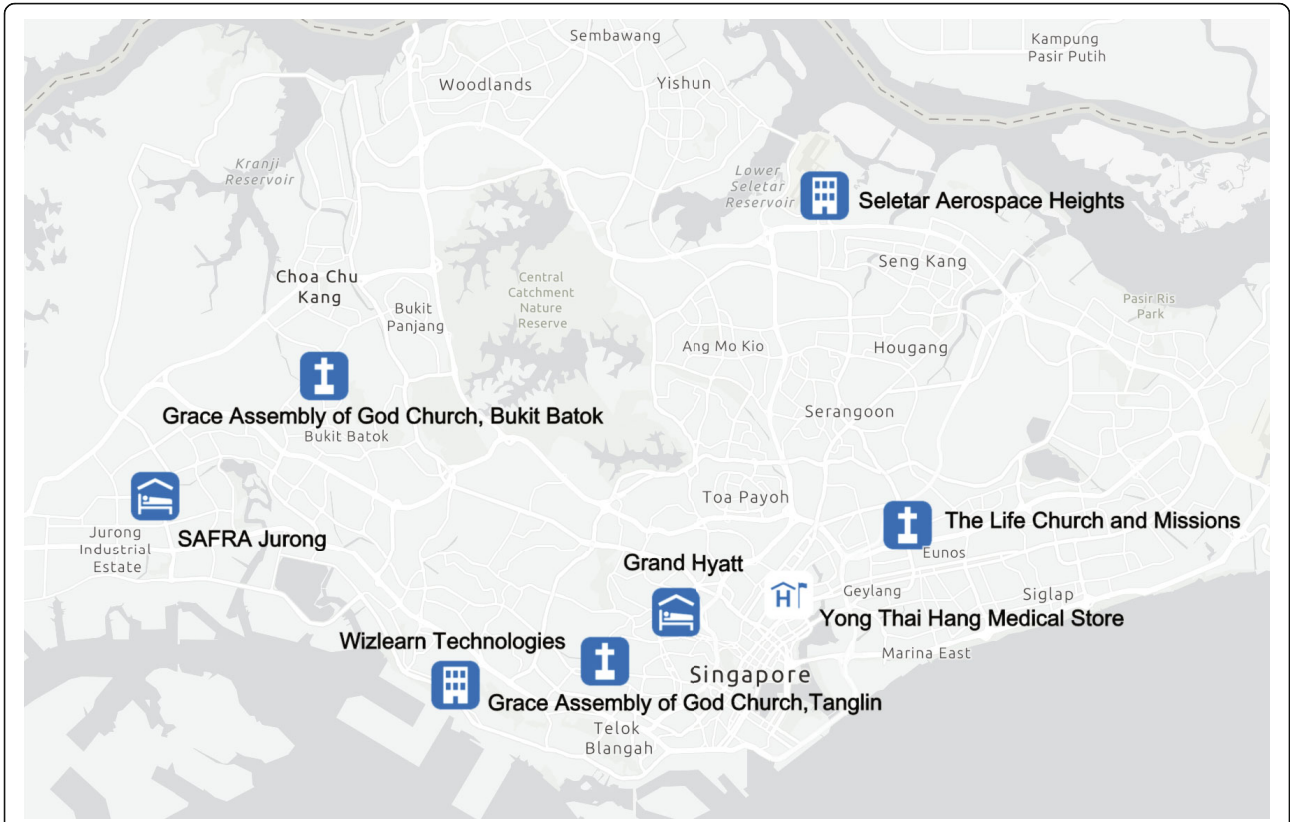 Sembawang
Kampung
Pasir Putih
Woodlands
Yishun
Kranji
Reservoir
Lower
Seletar
Reservoir
Seletar Aerospace Heights
Choa Chu
Kang
Seng Kang
Central
Catchment
Nature
Reserve
Bukit
Panjang
Pasir Ris
Park
Ang Mo Kio
Hougang
Grace Assembly of God Church, Bukit Batok
Bukit Batok
Serangoon
Toa Payoh
Jurong
Industrial
Estate
SAFRA Jurong
The Life Church and Missions
Eunos
Grand Hyatt
H
Geylang
Siglap
Yong Thai Hang Medical Store
Wizlearn Technologies
Marina East
Singapore
Grace Assembly of God Church,Tanglin
Telok
Blangah